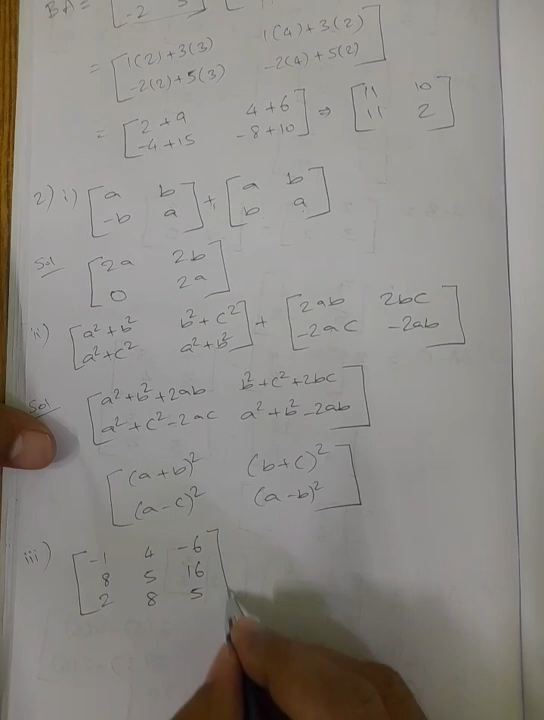 BA =
-2
= [1(2)+3(3) 1(4)+3(2)
-2(2)+5(3) -2(4)+5(2)]
= [2+9 4+6
-4+15 -8+10] ⇒ [11 10
11 2]
2) i) [a b
-b a] + [a b
b a]
Sol [2a 2b
0 2a]
ii) [a²+b² b²+c²
a²+c² a²+b²] + [2ab 2bc
-2ac -2ab]
Sol [a²+b²+2ab b²+c²+2bc
a²+c²-2ac a²+b²-2ab]
[(a+b)² (b+c)²
(a-c)² (a-b)²]
iii) [-1 4 -6
8 5 16
2 8 5